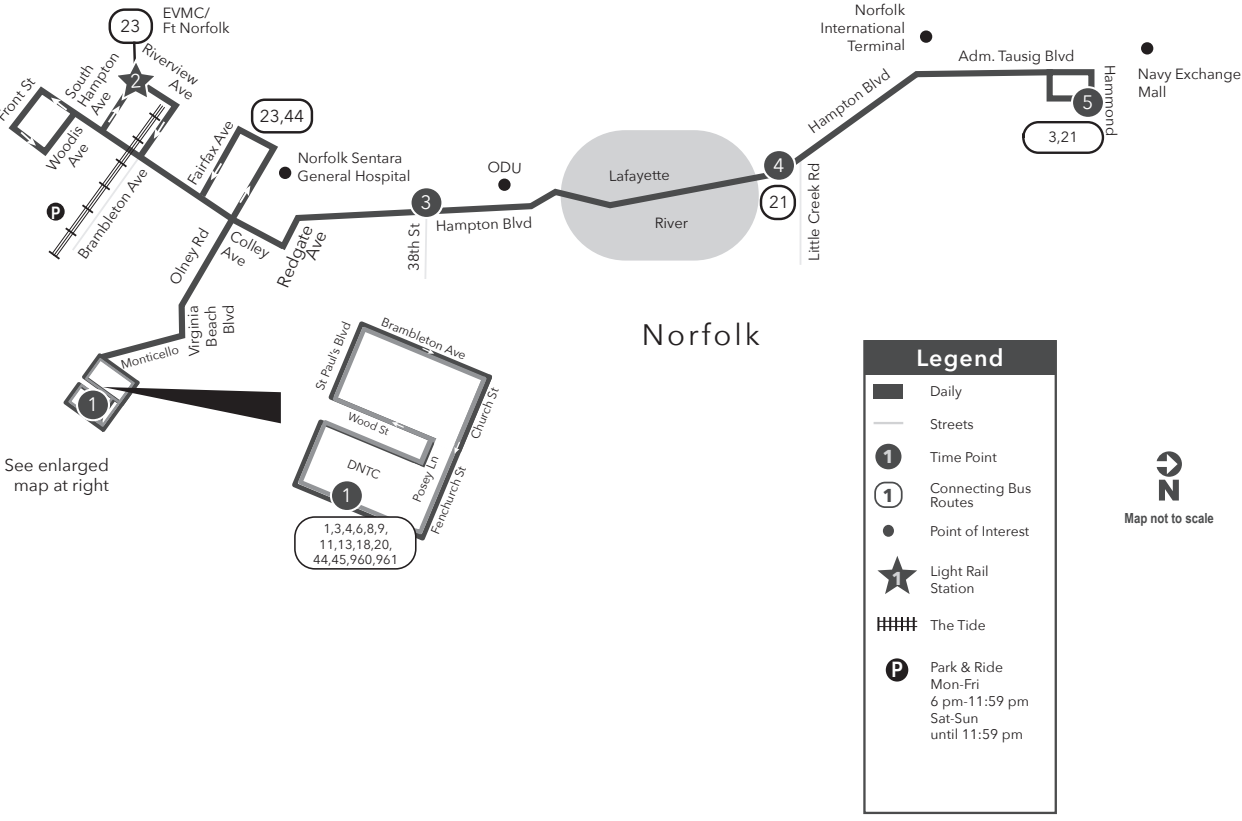 23
EVMC/
Ft Norfolk
Riverview
Ave
2
South
Hampton
Ave
Front St
Woodis
Ave
P
Brambleton Ave
Fairfax Ave
23,44
Norfolk Sentara
General Hospital
Olney Rd
Colley
Ave
Redgate
Ave
Virginia
Beach
Blvd
Monticello
1
See enlarged
map at right
3
38th St
Hampton Blvd
ODU
Lafayette
River
4
21
Little Creek Rd
Hampton Blvd
Norfolk
International
Terminal
Adm. Tausig Blvd
Hammond
5
3,21
Navy Exchange
Mall
Norfolk
St Paul's Blvd
Brambleton Ave
Church St
Wood St
DNTC
Posey Ln
Fenchurch St
1
1,3,4,6,8,9,
11,13,18,20,
44,45,960,961
Legend
Daily
Streets
1
Time Point
1
Connecting Bus
Routes
Point of Interest
1
Light Rail
Station
The Tide
P
Park & Ride
Mon-Fri
6 pm-11:59 pm
Sat-Sun
until 11:59 pm
N
Map not to scale